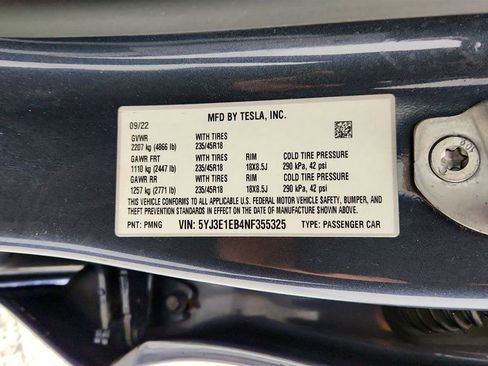 MFD BY TESLA, INC.
09/22
GVWR WITH TIRES
2207 kg (4866 lb) 235/45R18
GAWR FRT WITH TIRES RIM COLD TIRE PRESSURE
1110 kg (2447 lb) 235/45R18 18X8.5J 290 kPa, 42 psi
GAWR RR WITH TIRES RIM COLD TIRE PRESSURE
1257 kg (2771 lb) 235/45R18 18X8.5J 290 kPa, 42 psi
THIS VEHICLE CONFORMS TO ALL APPLICABLE U.S. FEDERAL MOTOR VEHICLE SAFETY, BUMPER, AND
THEFT PREVENTION STANDARDS IN EFFECT ON THE DATE OF MANUFACTURE SHOWN ABOVE.
PNT: PMNG VIN: 5YJ3E1EB4NF355325 TYPE: PASSENGER CAR